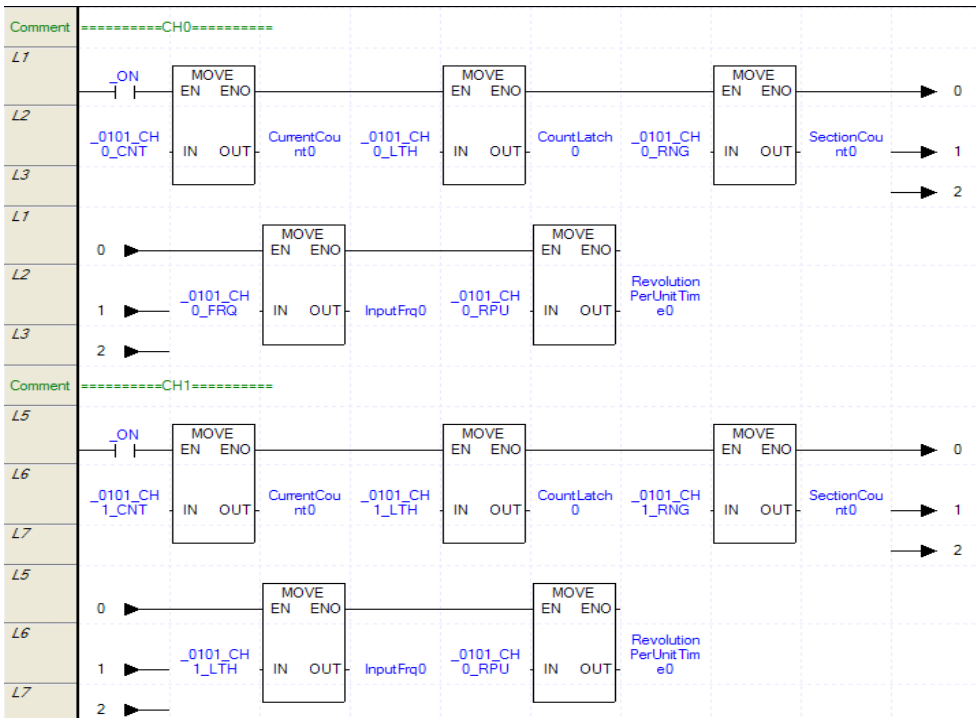 Comment ==========CH0==========
L1
_ON MOVE MOVE MOVE
EN ENO EN ENO EN ENO 0
L2
_0101_CH CurrentCou _0101_CH CountLatch _0101_CH SectionCou
0_CNT IN OUT nt0 0_LTH IN OUT 0 0_RNG IN OUT nt0 1
L3
2
L1
MOVE MOVE
0 EN ENO EN ENO
L2
Revolution
_0101_CH _0101_CH PerUnitTim
1 0_FRQ IN OUT InputFrq0 0_RPU IN OUT e0
L3
2
Comment ==========CH1==========
L5
_ON MOVE MOVE MOVE
EN ENO EN ENO EN ENO 0
L6
_0101_CH CurrentCou _0101_CH CountLatch _0101_CH SectionCou
1_CNT IN OUT nt0 1_LTH IN OUT 0 1_RNG IN OUT nt0 1
L7
2
L5
MOVE MOVE
0 EN ENO EN ENO
L6
Revolution
_0101_CH _0101_CH PerUnitTim
1 1_LTH IN OUT InputFrq0 0_RPU IN OUT e0
L7
2